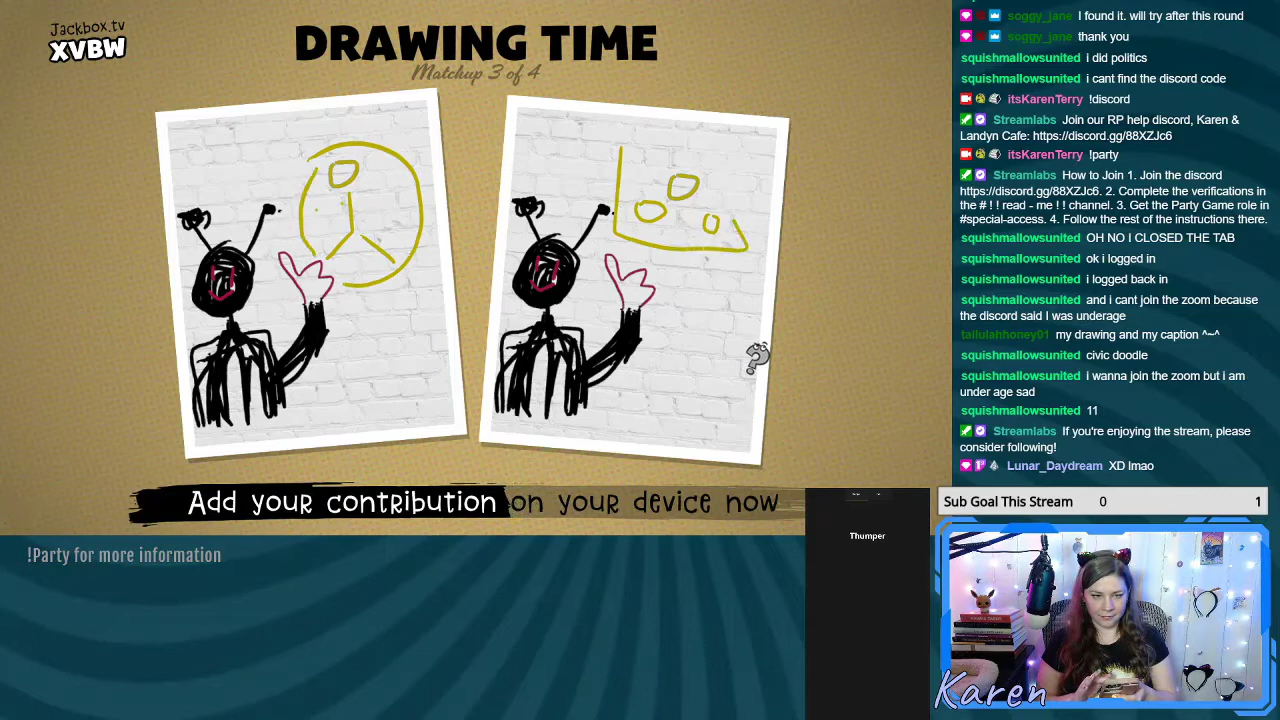 Jackbox.tv
XVBW
DRAWING TIME
Matchup 3 of 4
Add your contribution on your device now
!Party for more information
Thumper
soggy_jane I found it. will try after this round
soggy_jane thank you
squishmallowsunited i did politics
squishmallowsunited i cant find the discord code
itsKarenTerry !discord
Streamlabs Join our RP help discord, Karen &
Landyn Cafe: https://discord.gg/88XZJc6
itsKarenTerry !party
Streamlabs How to Join 1. Join the discord
https://discord.gg/88XZJc6. 2. Complete the verifications in
the # ! ! read - me ! ! channel. 3. Get the Party Game role in
#special-access. 4. Follow the rest of the instructions there.
squishmallowsunited OH NO I CLOSED THE TAB
squishmallowsunited ok i logged in
squishmallowsunited i logged back in
squishmallowsunited and i cant join the zoom because
the discord said I was underage
tallulahhoney01 my drawing and my caption ^~^
squishmallowsunited civic doodle
squishmallowsunited i wanna join the zoom but i am
under age sad
squishmallowsunited 11
Streamlabs If you're enjoying the stream, please
consider following!
Lunar_Daydream XD lmao
Sub Goal This Stream 0 1
Karen